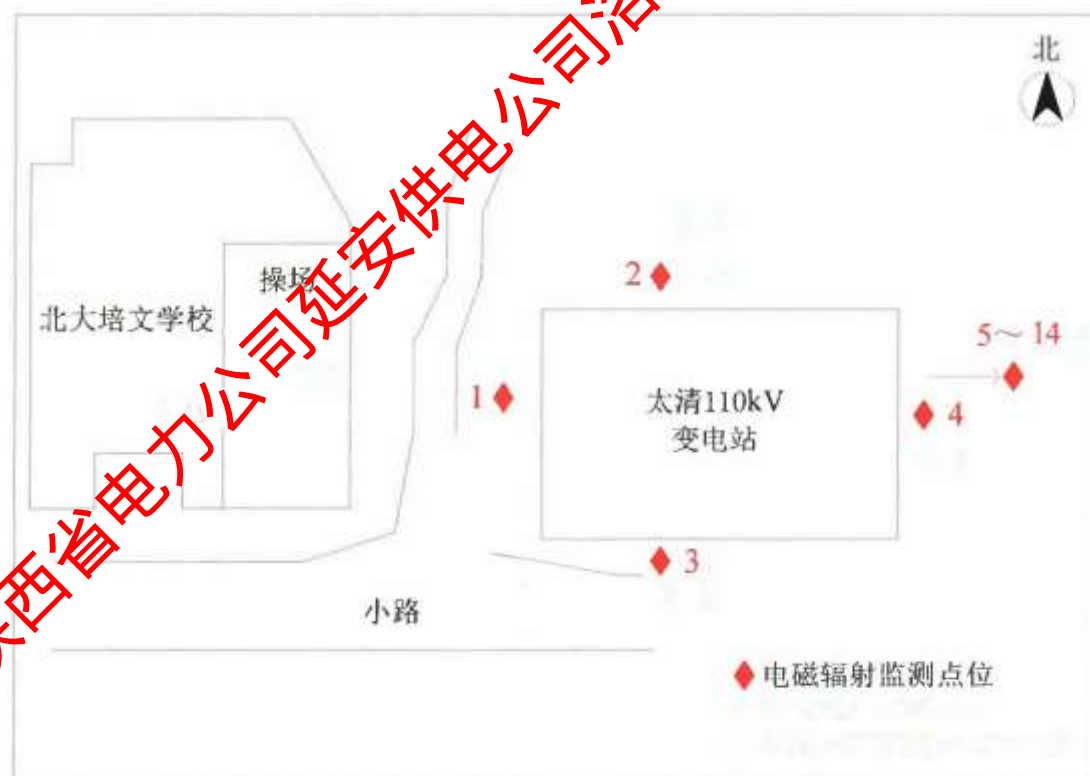 北
操场
北大培文学校
2
5～14
1
太清110kV
变电站
4
3
小路
电磁辐射监测点位
西省电力公司延安供电公司洛